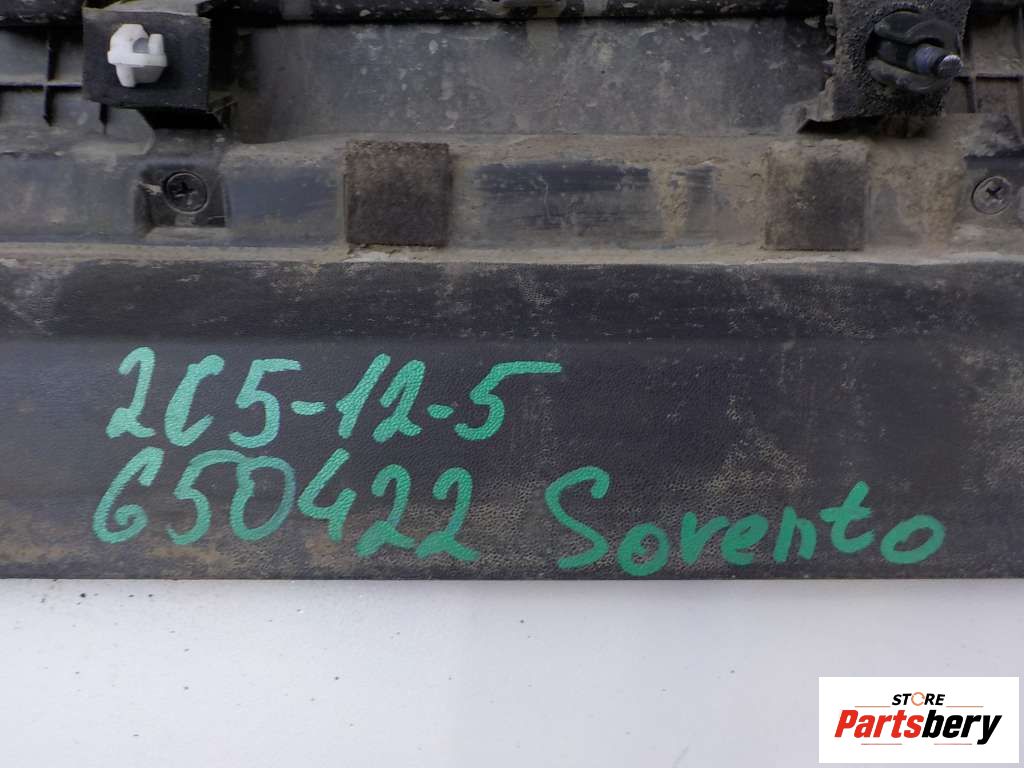 2C5-12-5
G50422 Sorento
STORE
Partsbery